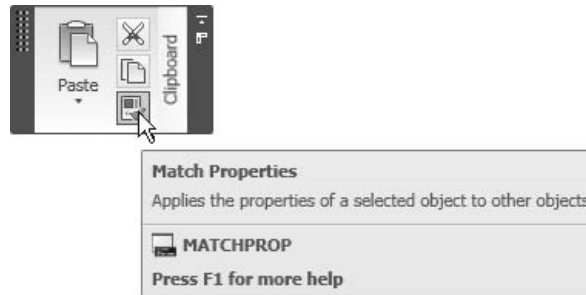 Paste
Clipboard
Match Properties
Applies the properties of a selected object to other objects
MATCHPROP
Press F1 for more help